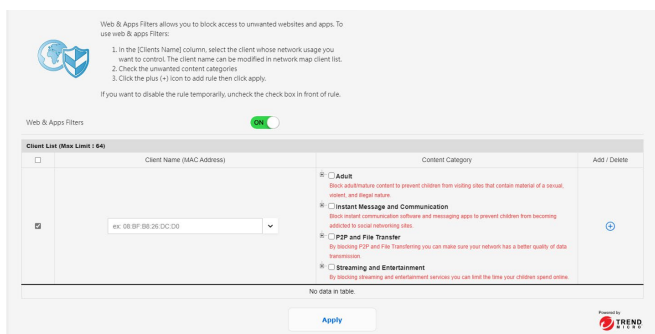 Web & Apps Filters allows you to block access to unwanted websites and apps. To
use web & apps Filters:
1. In the [Clients Name] column, select the client whose network usage you
want to control. The client name can be modified in network map client list.
2. Check the unwanted content categories
3. Click the plus (+) icon to add rule then click apply.
If you want to disable the rule temporarily, uncheck the check box in front of rule.
Web & Apps Filters
ON
Client List (Max Limit : 64)
Client Name (MAC Address)
Content Category
Add / Delete
Adult
Block adult/mature content to prevent children from visiting sites that contain material of a sexual,
violent, and illegal nature.
Instant Message and Communication
Block instant communication software and messaging apps to prevent children from becoming
addicted to social networking sites.
ex: 08:BF:B8:26:DC:D0
P2P and File Transfer
By blocking P2P and File Transferring you can make sure your network has a better quality of data
transmission.
Streaming and Entertainment
By blocking streaming and entertainment services you can limit the time your children spend online.
No data in table.
Apply
Powered by
TREND
MICRO